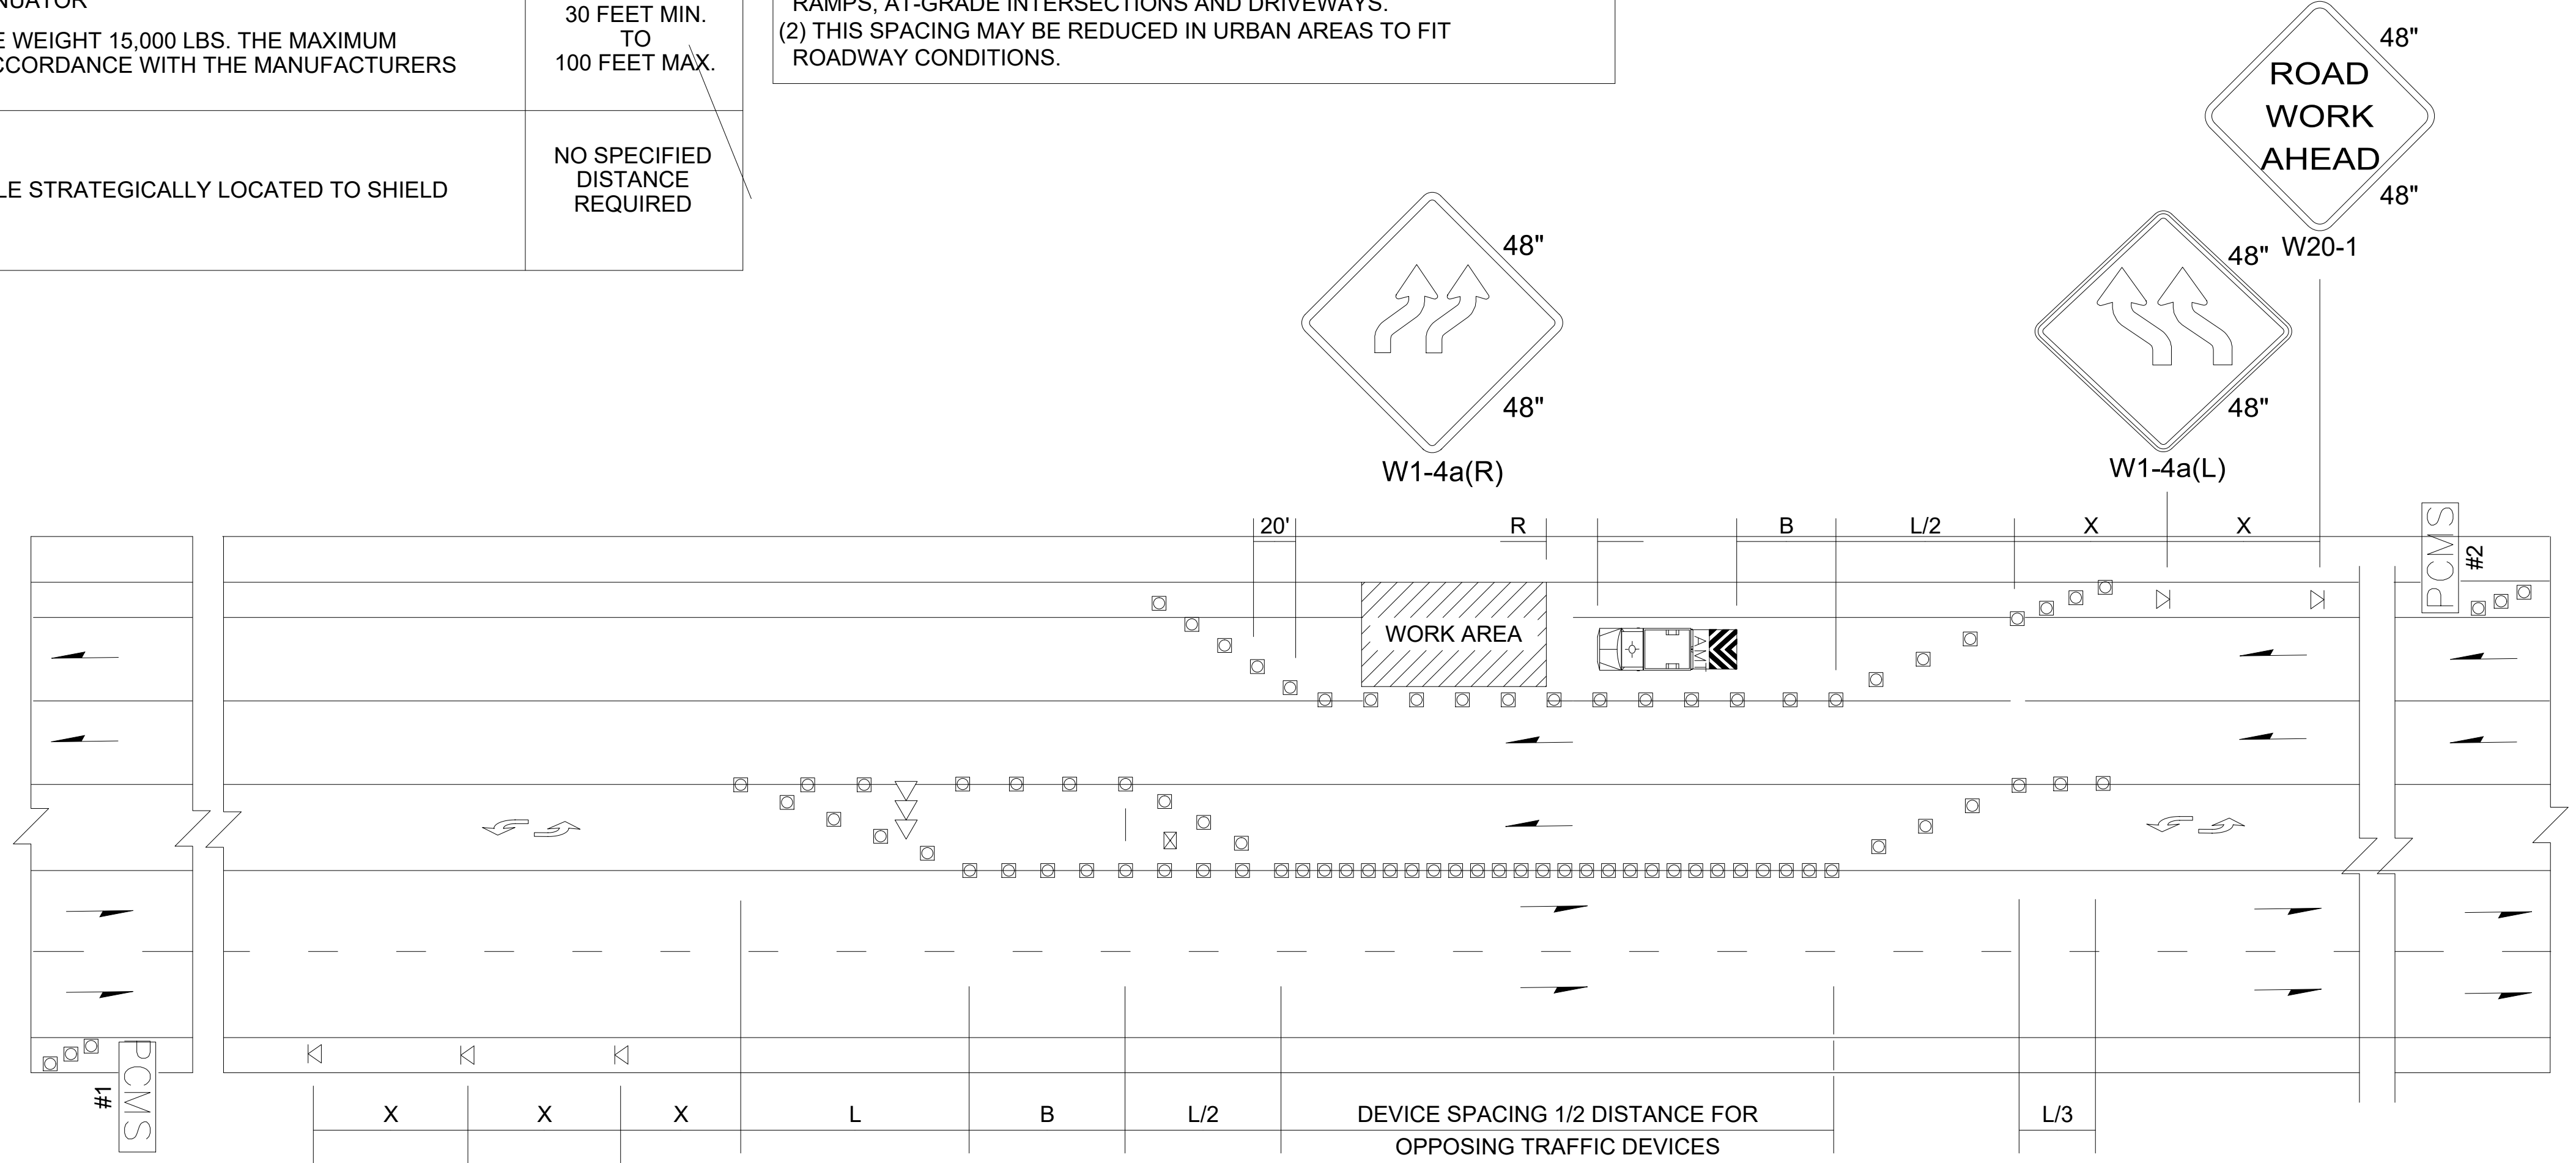 NUATOR
E WEIGHT 15,000 LBS. THE MAXIMUM
CCORDANCE WITH THE MANUFACTURERS
30 FEET MIN.
TO
100 FEET MAX.
LE STRATEGICALLY LOCATED TO SHIELD
NO SPECIFIED
DISTANCE
REQUIRED
RAMPS, AT-GRADE INTERSECTIONS AND DRIVEWAYS.
(2) THIS SPACING MAY BE REDUCED IN URBAN AREAS TO FIT
ROADWAY CONDITIONS.
48"
ROAD
WORK
AHEAD
48"
W20-1
48"
48"
W1-4a(R)
48"
48"
W1-4a(L)
20'
R
B
L/2
X
X
PCMS
#2
WORK AREA
AMT
#1
PCMS
X
X
X
L
B
L/2
DEVICE SPACING 1/2 DISTANCE FOR
OPPOSING TRAFFIC DEVICES
L/3